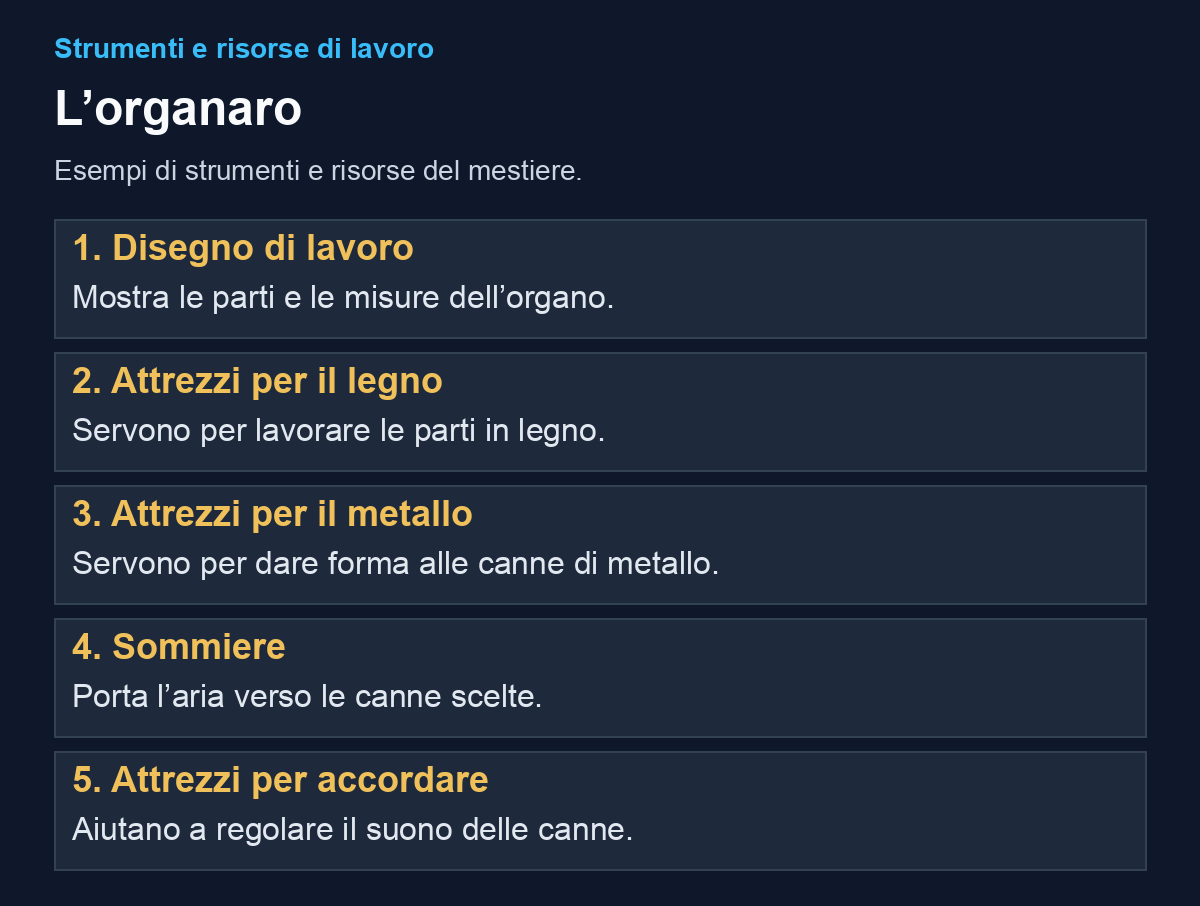 Strumenti e risorse di lavoro
L’organaro
Esempi di strumenti e risorse del mestiere.
1. Disegno di lavoro
Mostra le parti e le misure dell’organo.
2. Attrezzi per il legno
Servono per lavorare le parti in legno.
3. Attrezzi per il metallo
Servono per dare forma alle canne di metallo.
4. Sommiere
Porta l’aria verso le canne scelte.
5. Attrezzi per accordare
Aiutano a regolare il suono delle canne.